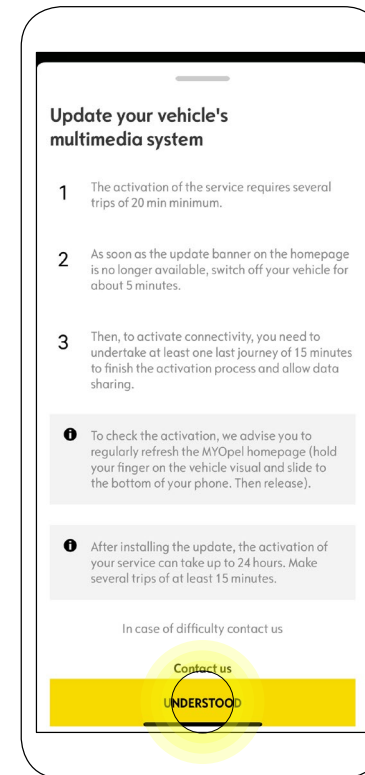 Update your vehicle's
multimedia system
1 The activation of the service requires several
trips of 20 min minimum.
2 As soon as the update banner on the homepage
is no longer available, switch off your vehicle for
about 5 minutes.
3 Then, to activate connectivity, you need to
undertake at least one last journey of 15 minutes
to finish the activation process and allow data
sharing.
To check the activation, we advise you to
regularly refresh the MYOpel homepage (hold
your finger on the vehicle visual and slide to
the bottom of your phone. Then release).
After installing the update, the activation of
your service can take up to 24 hours. Make
several trips of at least 15 minutes.
In case of difficulty contact us
Contact us
UNDERSTOOD